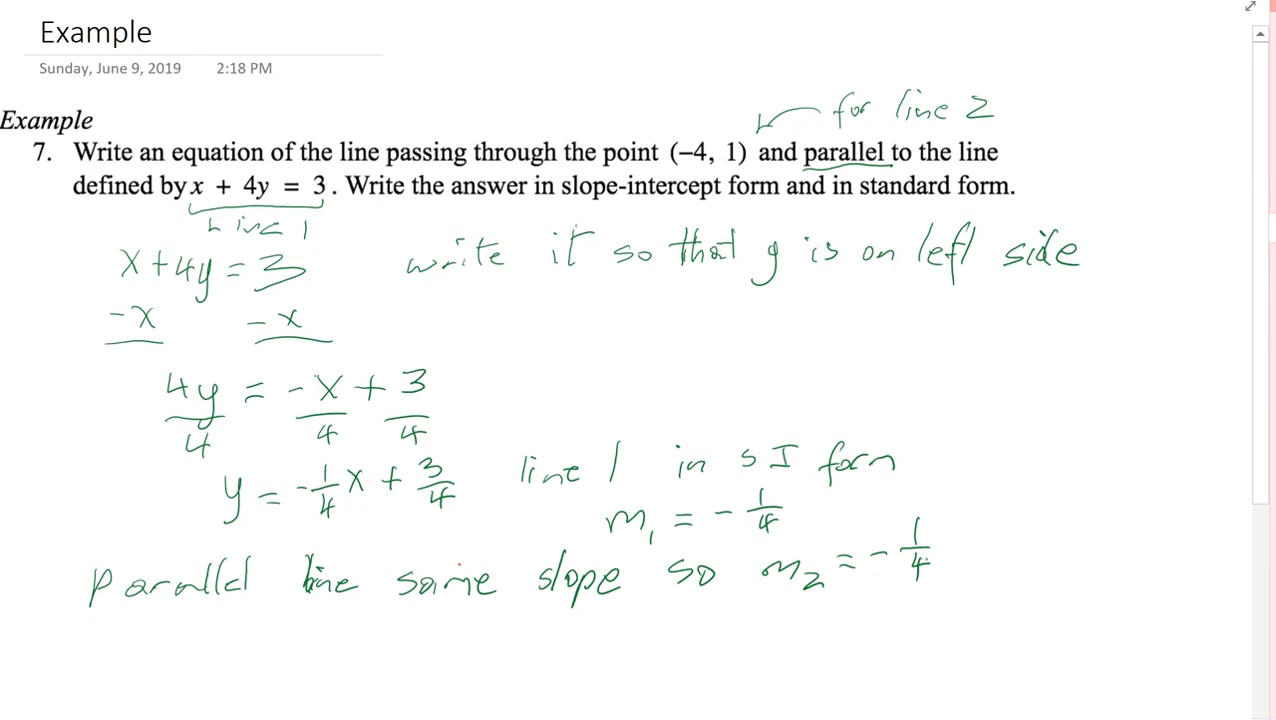 Example
Sunday, June 9, 2019 2:18 PM
Example
for line 2
7. Write an equation of the line passing through the point (−4, 1) and parallel to the line
defined by x + 4y = 3. Write the answer in slope-intercept form and in standard form.
Line 1
x + 4y = 3 write it so that y is on left side
-x -x
4y = -x + 3
4 4 4
y = -1/4 x + 3/4 line 1 in SI form
m₁ = -1/4
parallel line same slope so m₂ = -1/4